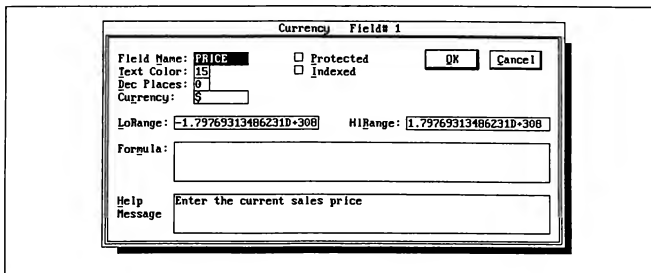 Currency Field# 1
Field Name: PRICE
Protected
OK
Cancel
Text Color: 15
Indexed
Dec Places: 0
Currency: $
LoRange: -1.79769313486231D+308
HiRange: 1.79769313486231D+308
Formula:
Help Message
Enter the current sales price